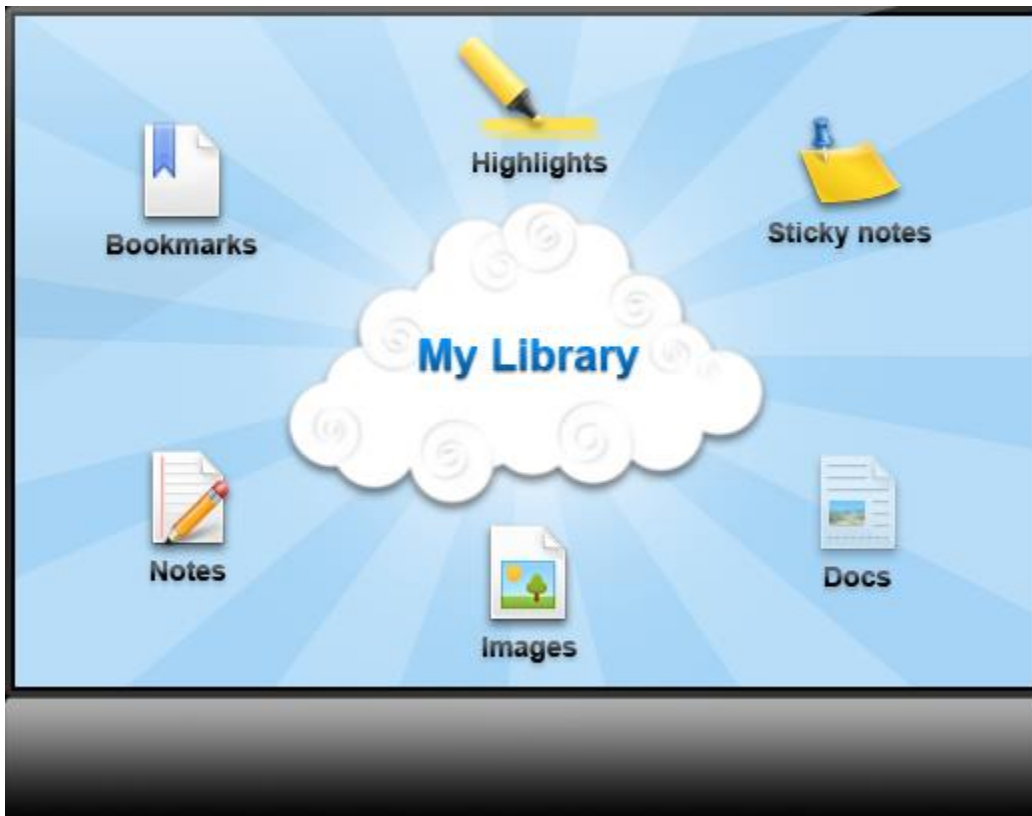 Highlights
Bookmarks
Sticky notes
My Library
Notes
Docs
Images